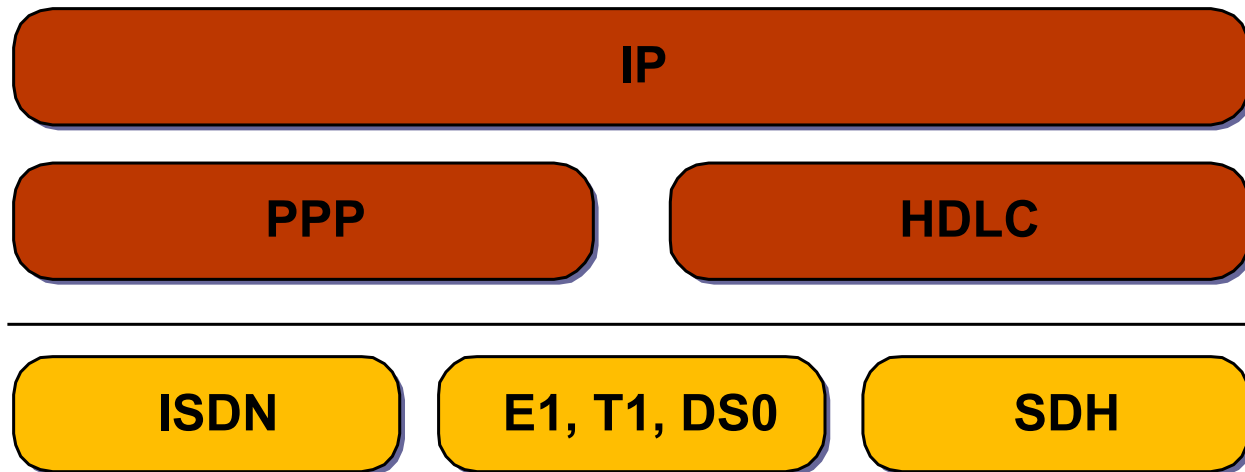 IP
PPP
HDLC
ISDN
E1, T1, DS0
SDH